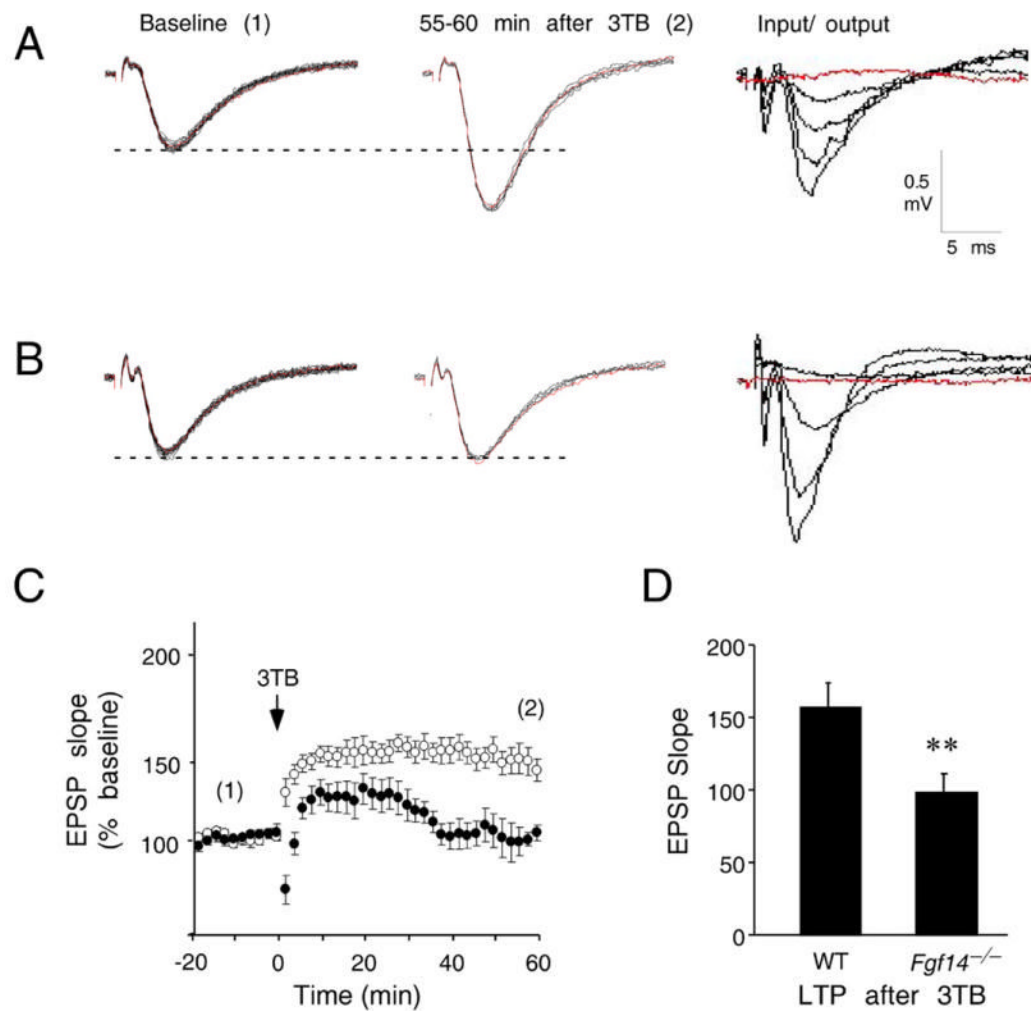 A
Baseline (1)
55-60 min after 3TB (2)
Input/ output
0.5
mV
5 ms
B
C
EPSP slope
(% baseline)
200
150
100
3TB
(1)
(2)
-20
0
20
40
60
Time (min)
D
EPSP Slope
200
150
100
50
0
**
WT
Fgf14⁻/⁻
LTP after 3TB